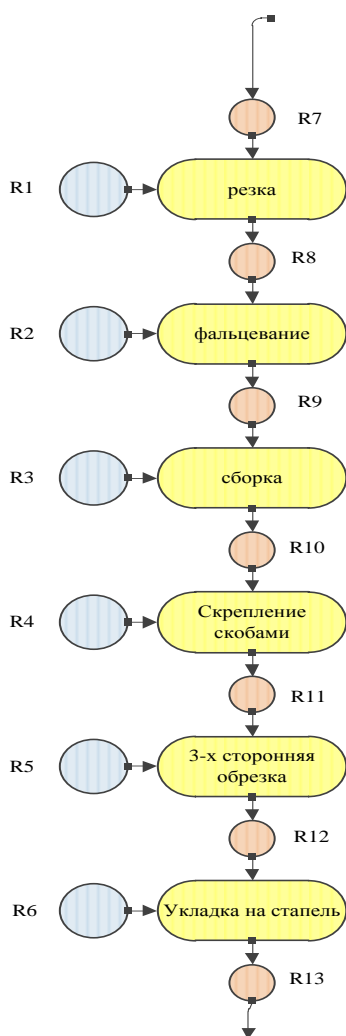 R7
R1
резка
R8
R2
фальцевание
R9
R3
сборка
R10
R4
Скрепление
скобами
R11
R5
3-х сторонняя
обрезка
R12
R6
Укладка на стапель
R13